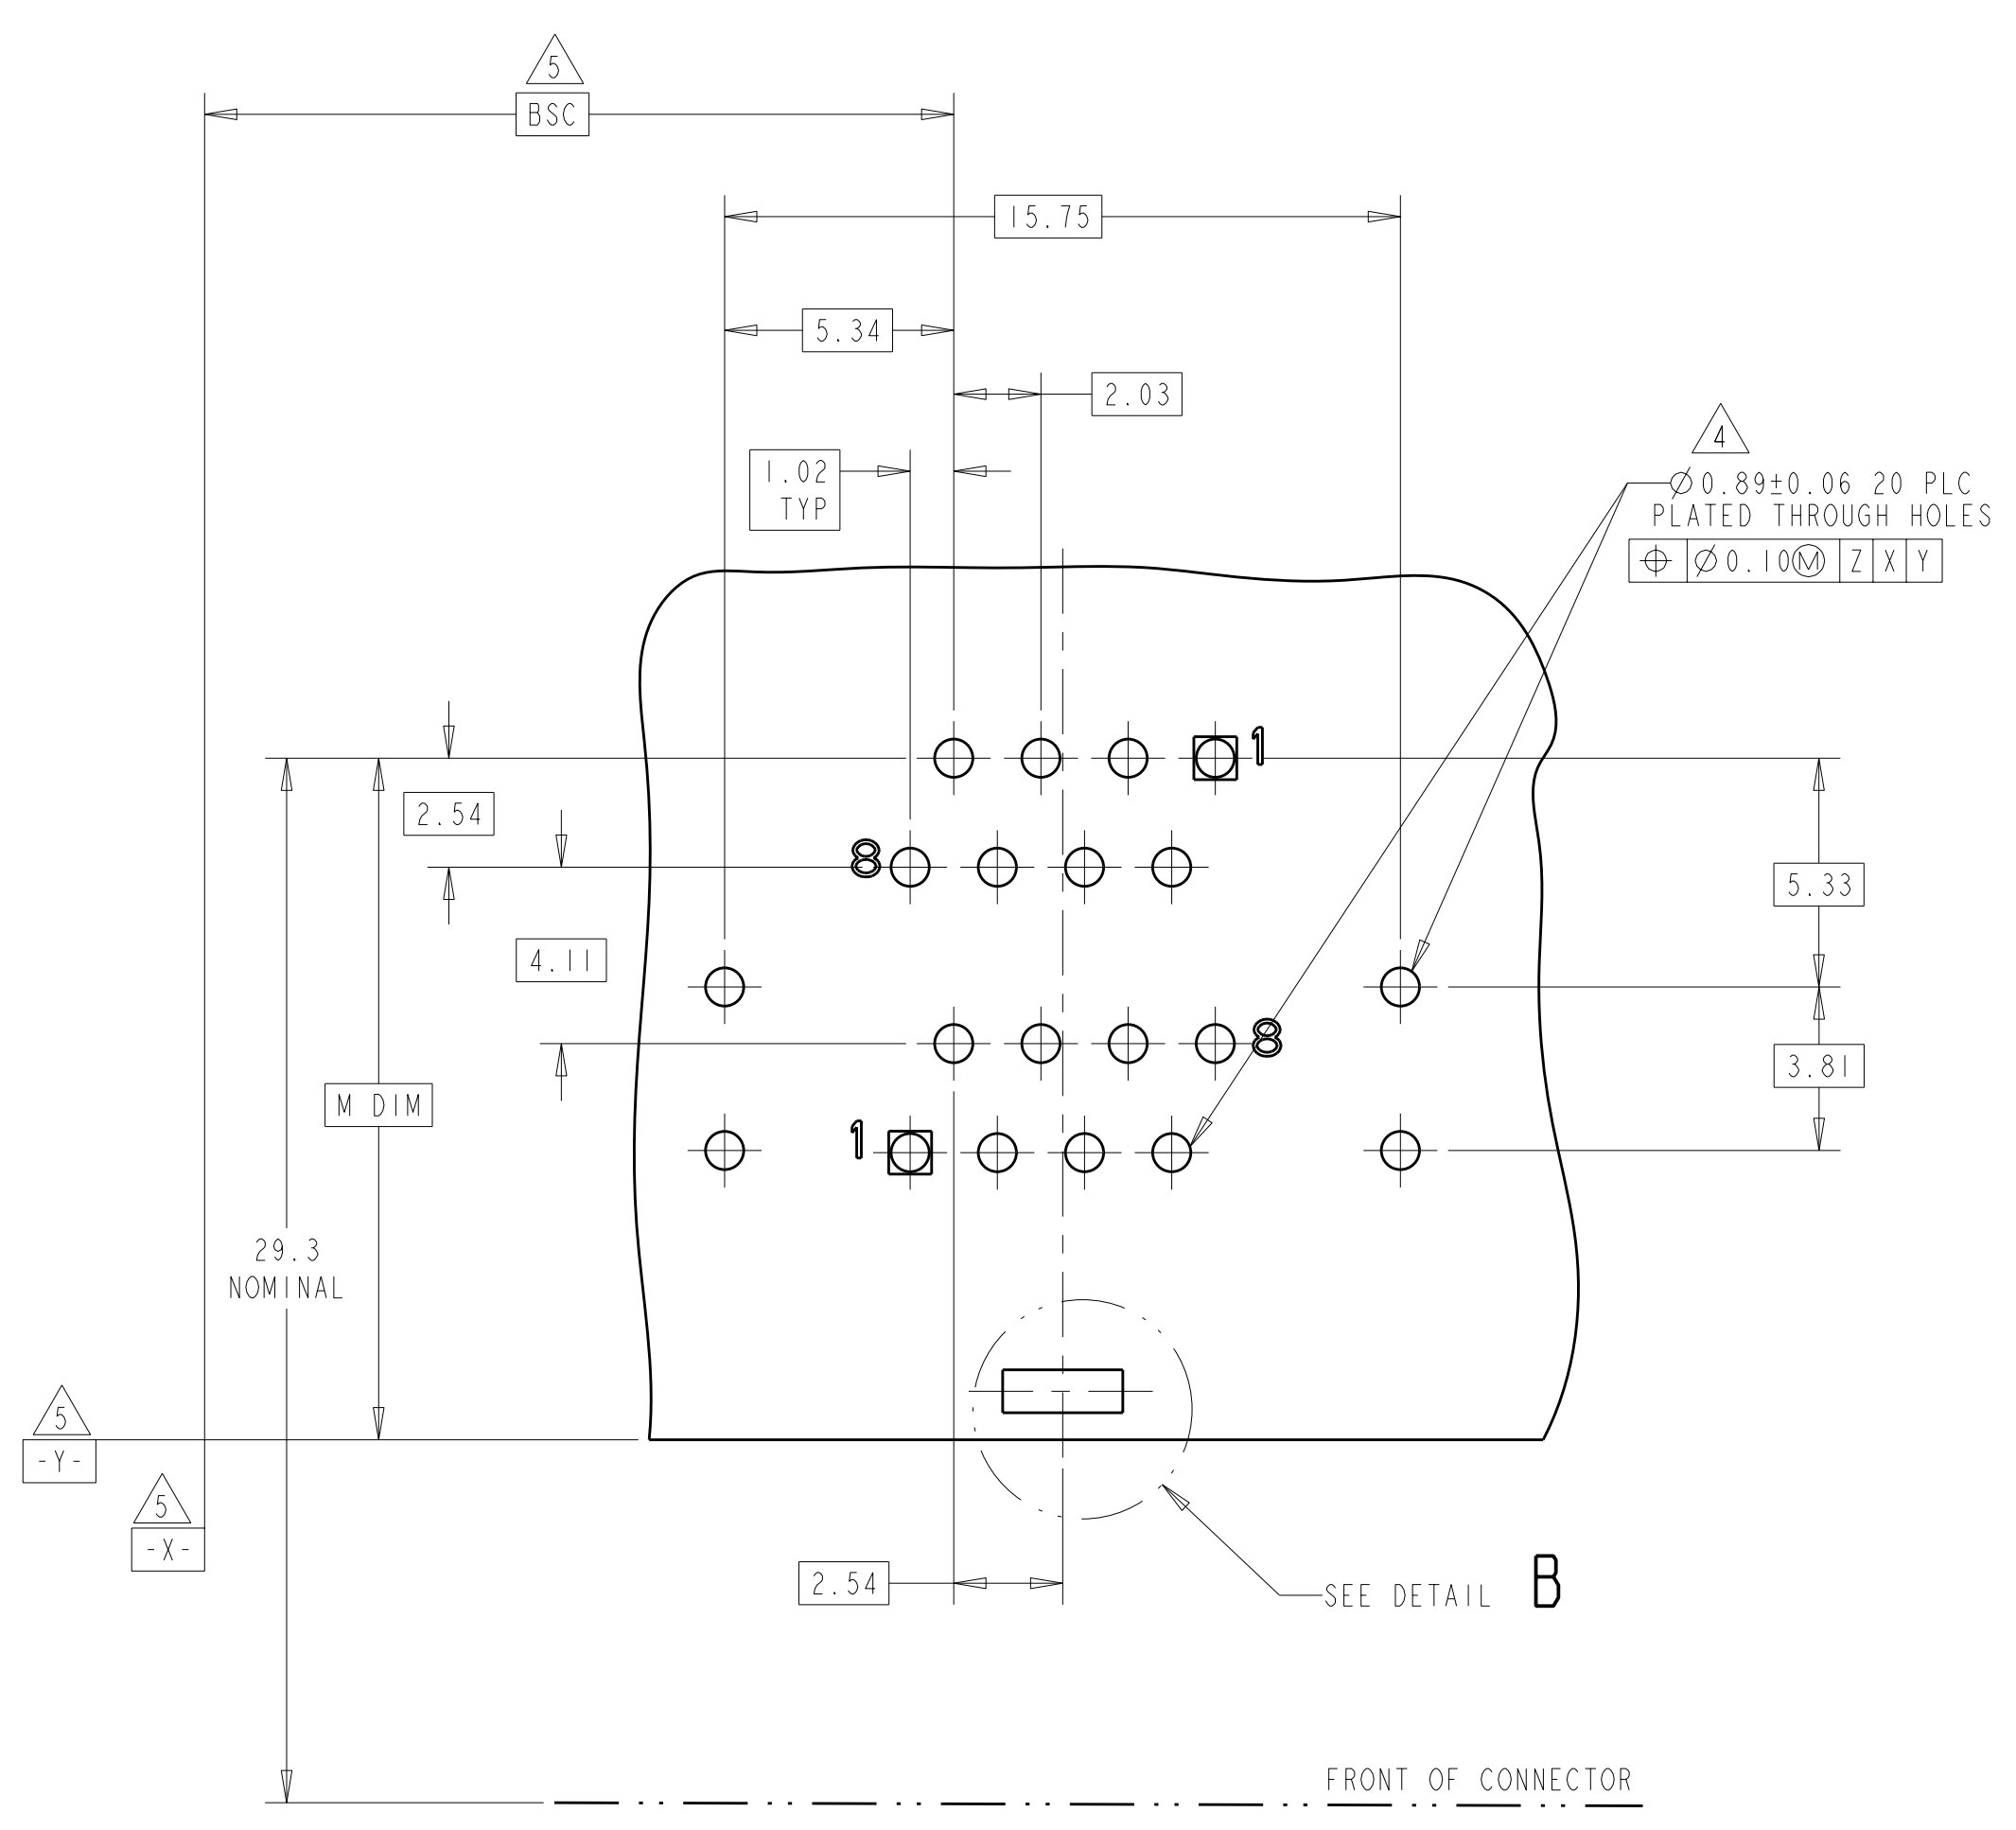 5
BSC
15.75
5.34
2.03
1.02
TYP
4
Ø0.89±0.06 20 PLC
PLATED THROUGH HOLES
⌖ Ø0.10Ⓜ Z X Y
1
2.54
8
5.33
4.11
8
3.81
M DIM
1
29.3
NOMINAL
5
-Y-
5
-X-
2.54
SEE DETAIL B
FRONT OF CONNECTOR